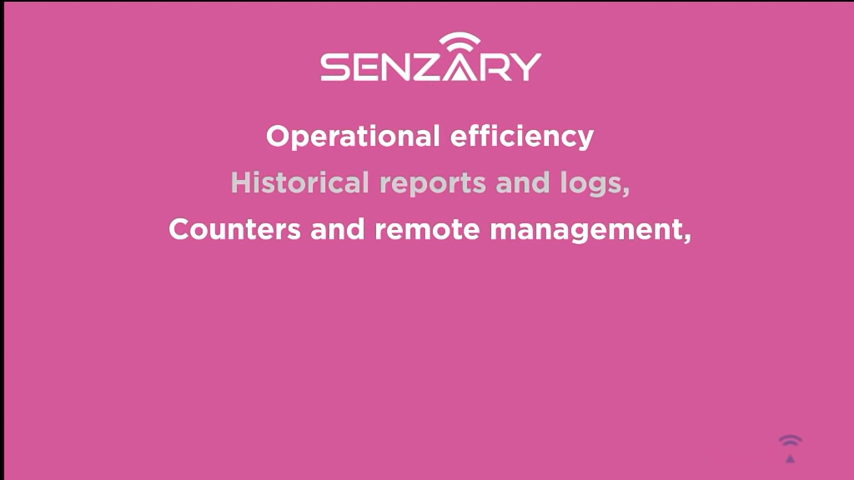 SENZARY
Operational efficiency
Historical reports and logs,
Counters and remote management,